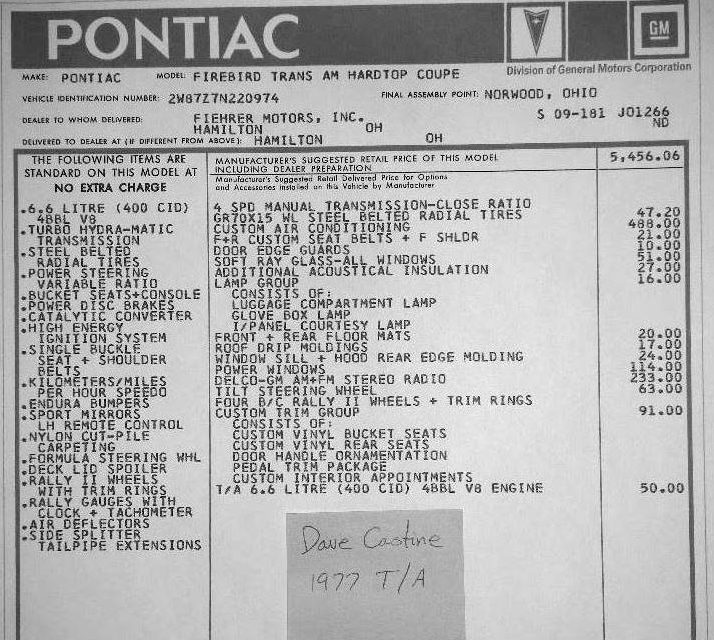 PONTIAC
GM
Division of General Motors Corporation
MAKE: PONTIAC MODEL: FIREBIRD TRANS AM HARDTOP COUPE
VEHICLE IDENTIFICATION NUMBER: 2W87Z7N220974 FINAL ASSEMBLY POINT: NORWOOD, OHIO
DEALER TO WHOM DELIVERED: FIEHRER MOTORS, INC. S 09-181 J01266
HAMILTON OH ND
DELIVERED TO DEALER AT (IF DIFFERENT FROM ABOVE): HAMILTON OH
THE FOLLOWING ITEMS ARE
STANDARD ON THIS MODEL AT
NO EXTRA CHARGE
.6.6 LITRE (400 CID)
4BBL V8
.TURBO HYDRA-MATIC
TRANSMISSION
.STEEL BELTED
RADIAL TIRES
.POWER STEERING
VARIABLE RATIO
.BUCKET SEATS+CONSOLE
.POWER DISC BRAKES
.CATALYTIC CONVERTER
.HIGH ENERGY
IGNITION SYSTEM
.SINGLE BUCKLE
SEAT + SHOULDER
BELTS
.KILOMETERS/MILES
PER HOUR SPEEDO
.ENDURA BUMPERS
.SPORT MIRRORS
LH REMOTE CONTROL
.NYLON CUT-PILE
CARPETING
.FORMULA STEERING WHL
.DECK LID SPOILER
.RALLY II WHEELS
WITH TRIM RINGS
.RALLY GAUGES WITH
CLOCK + TACHOMETER
.AIR DEFLECTORS
.SIDE SPLITTER
TAILPIPE EXTENSIONS
MANUFACTURER'S SUGGESTED RETAIL PRICE OF THIS MODEL 5,456.06
INCLUDING DEALER PREPARATION
Manufacturer's Suggested Retail Delivered Price for Options
and Accessories Installed on this Vehicle by Manufacturer
4 SPD MANUAL TRANSMISSION-CLOSE RATIO
GR70X15 WL STEEL BELTED RADIAL TIRES 47.20
CUSTOM AIR CONDITIONING 488.00
F+R CUSTOM SEAT BELTS + F SHLDR 21.00
DOOR EDGE GUARDS 10.00
SOFT RAY GLASS-ALL WINDOWS 51.00
ADDITIONAL ACOUSTICAL INSULATION 27.00
LAMP GROUP 16.00
CONSISTS OF:
LUGGAGE COMPARTMENT LAMP
GLOVE BOX LAMP
I/PANEL COURTESY LAMP
FRONT + REAR FLOOR MATS 20.00
ROOF DRIP MOLDINGS 17.00
WINDOW SILL + HOOD REAR EDGE MOLDING 24.00
POWER WINDOWS 114.00
DELCO-GM AM+FM STEREO RADIO 233.00
TILT STEERING WHEEL 63.00
FOUR B/C RALLY II WHEELS + TRIM RINGS
CUSTOM TRIM GROUP 91.00
CONSISTS OF:
CUSTOM VINYL BUCKET SEATS
CUSTOM VINYL REAR SEATS
DOOR HANDLE ORNAMENTATION
PEDAL TRIM PACKAGE
CUSTOM INTERIOR APPOINTMENTS
T/A 6.6 LITRE (400 CID) 4BBL V8 ENGINE 50.00
Dave Castine
1977 T/A